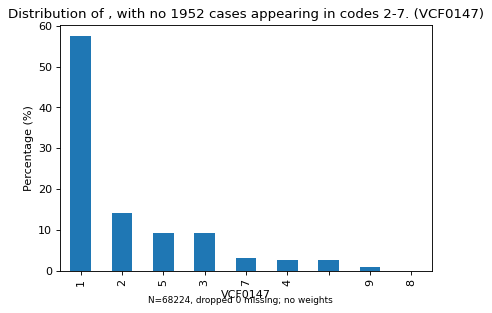 Distribution of , with no 1952 cases appearing in codes 2-7. (VCF0147)
Percentage (%)
60
50
40
30
20
10
0
1 2 5 3 7 4 9 8
VCF0147
N=68224, dropped 0 missing; no weights